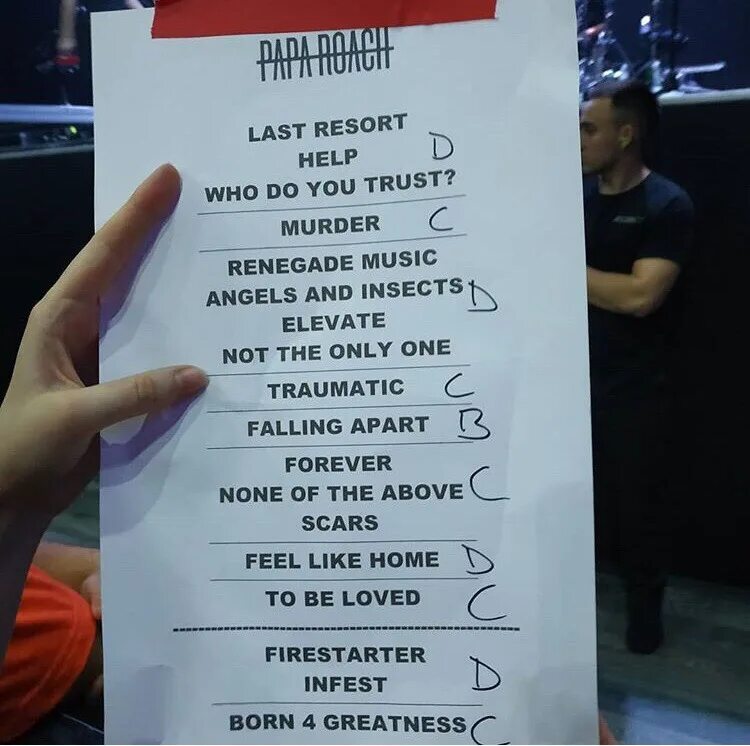 PAPA ROACH
LAST RESORT
HELP D
WHO DO YOU TRUST?
MURDER C
RENEGADE MUSIC
ANGELS AND INSECTS D
ELEVATE
NOT THE ONLY ONE
TRAUMATIC C
FALLING APART B
FOREVER
NONE OF THE ABOVE C
SCARS
FEEL LIKE HOME D
TO BE LOVED C
FIRESTARTER
INFEST D
BORN 4 GREATNESS C